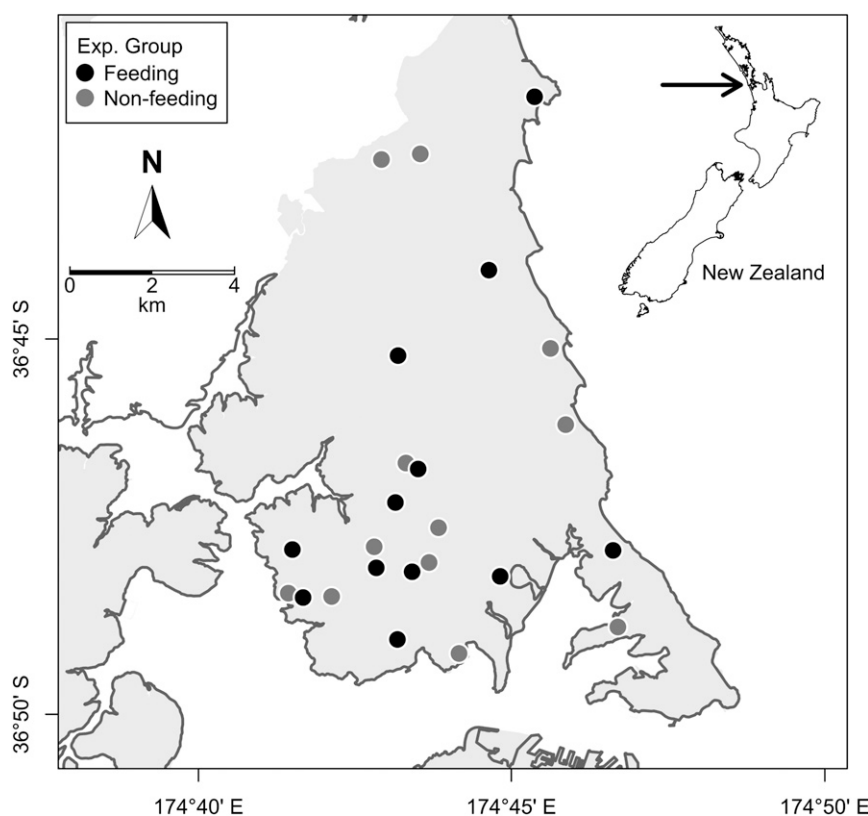 Exp. Group
Feeding
Non-feeding
N
0 2 4
km
New Zealand
36°45' S
36°50' S
174°40' E 174°45' E 174°50' E